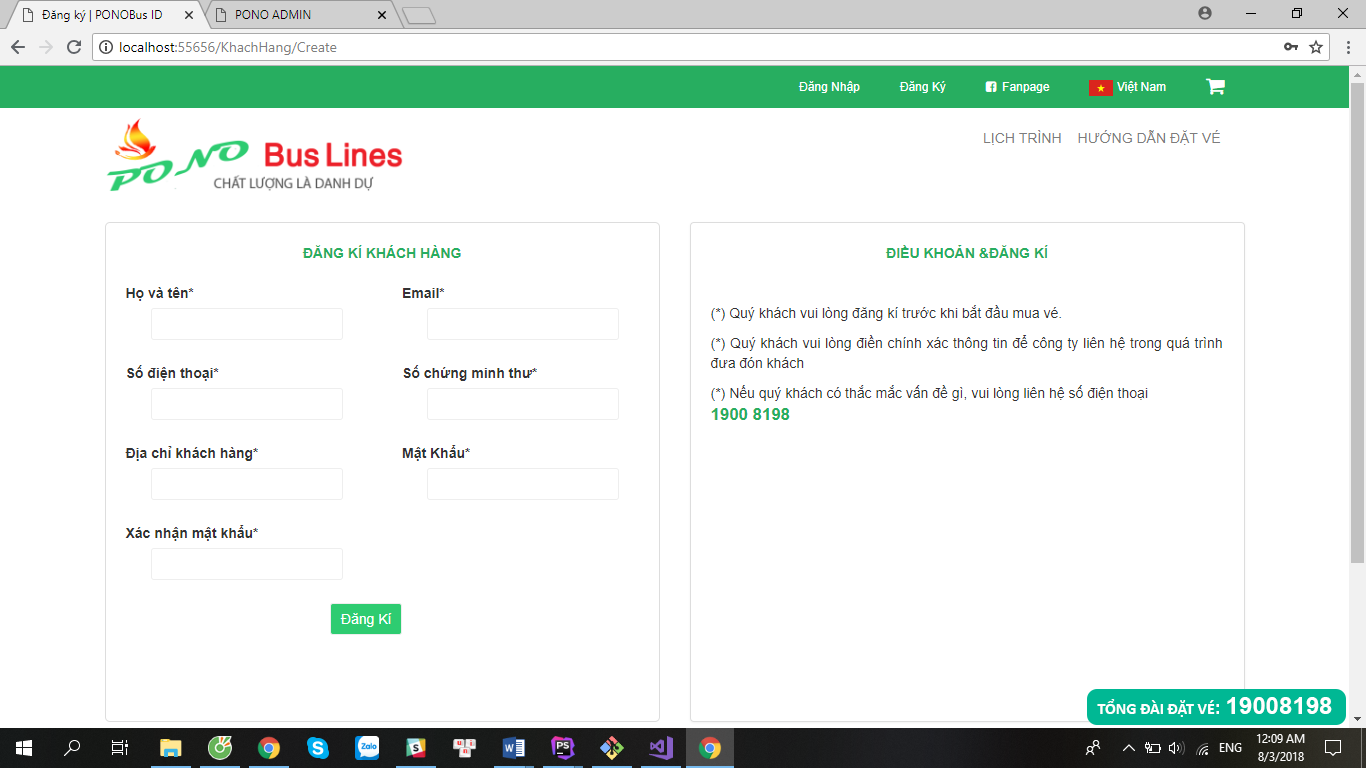 Đăng ký | PONOBus ID
PONO ADMIN
localhost:55656/KhachHang/Create
Đăng Nhập
Đăng Ký
Fanpage
Việt Nam
PONO Bus Lines
CHẤT LƯỢNG LÀ DANH DỰ
LỊCH TRÌNH
HƯỚNG DẪN ĐẶT VÉ
ĐĂNG KÍ KHÁCH HÀNG
Họ và tên*
Email*
Số điện thoại*
Số chứng minh thư*
Địa chỉ khách hàng*
Mật Khẩu*
Xác nhận mật khẩu*
Đăng Kí
ĐIỀU KHOẢN &ĐĂNG KÍ
(*) Quý khách vui lòng đăng kí trước khi bắt đầu mua vé.
(*) Quý khách vui lòng điền chính xác thông tin để công ty liên hệ trong quá trình
đưa đón khách
(*) Nếu quý khách có thắc mắc vấn đề gì, vui lòng liên hệ số điện thoại
1900 8198
TỔNG ĐÀI ĐẶT VÉ: 19008198
Zalo
PS
ENG
12:09 AM
8/3/2018